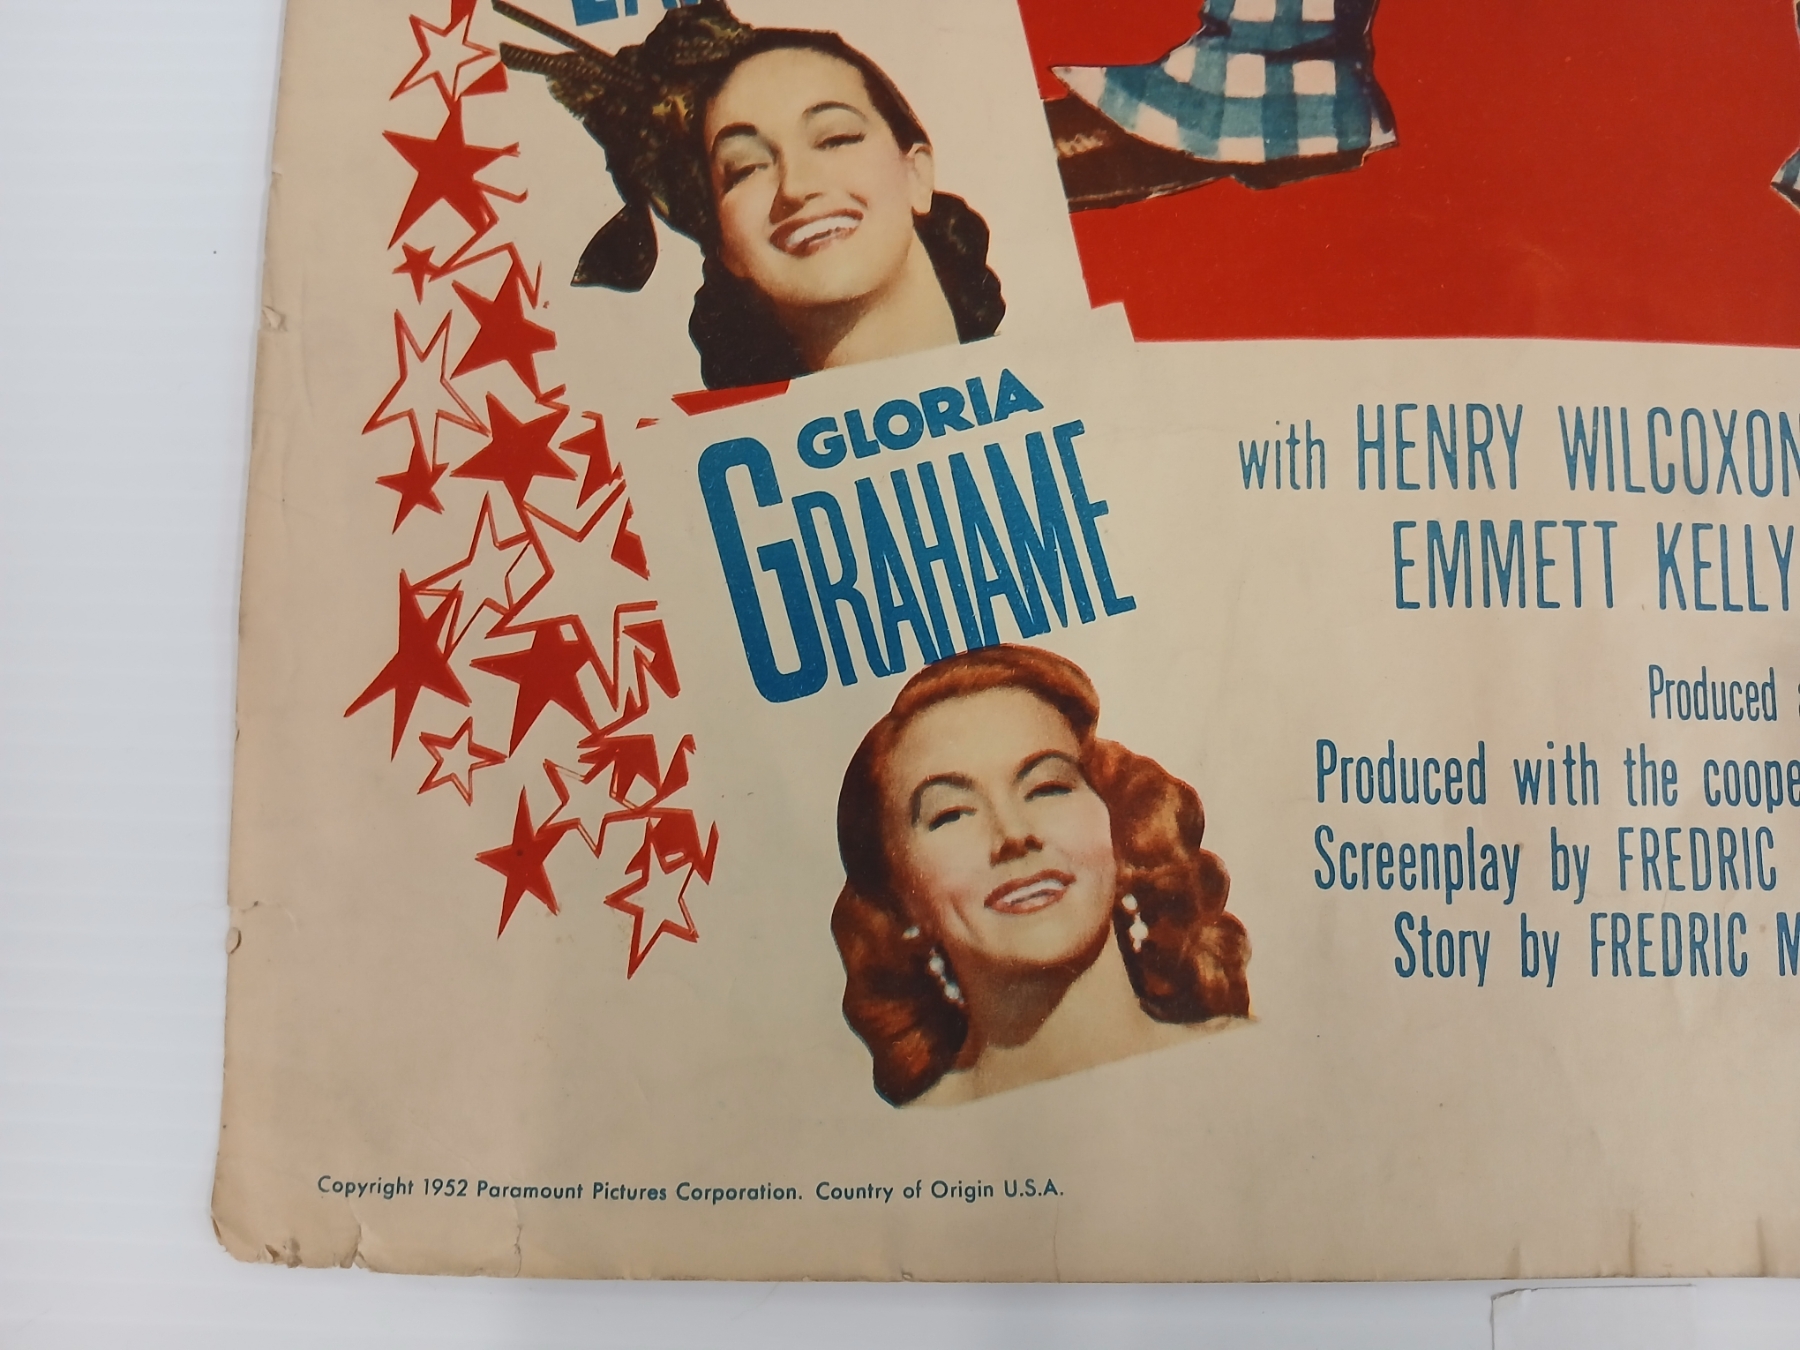 GLORIA
GRAHAME
with HENRY WILCOXON
EMMETT KELLY
Produced
Produced with the coope
Screenplay by FREDRIC
Story by FREDRIC M
Copyright 1952 Paramount Pictures Corporation. Country of Origin U.S.A.